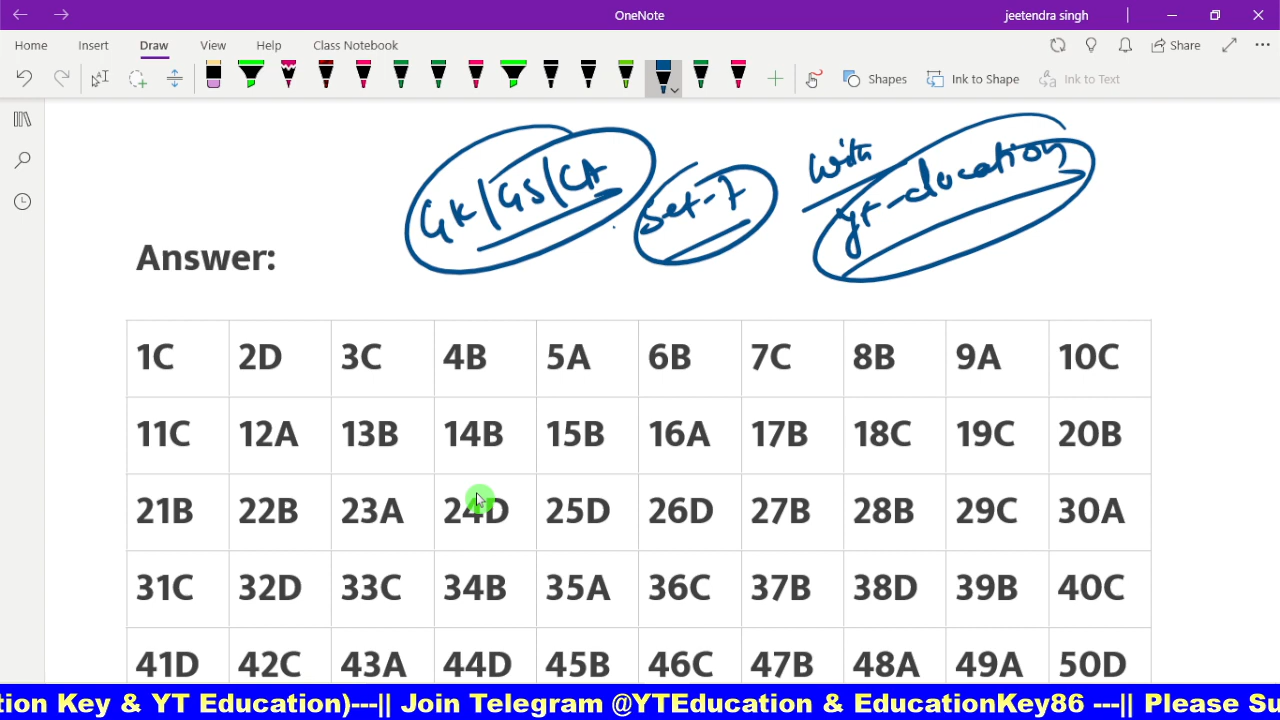 OneNote
jeetendra singh
Home Insert Draw View Help Class Notebook
Share
Shapes Ink to Shape Ink to Text
GK/GS/CA Set-7 with
yt-education
Answer:
1C 2D 3C 4B 5A 6B 7C 8B 9A 10C
11C 12A 13B 14B 15B 16A 17B 18C 19C 20B
21B 22B 23A 24D 25D 26D 27B 28B 29C 30A
31C 32D 33C 34B 35A 36C 37B 38D 39B 40C
41D 42C 43A 44D 45B 46C 47B 48A 49A 50D
tion Key & YT Education)---|| Join Telegram @YTEducation & EducationKey86 ---|| Please Su